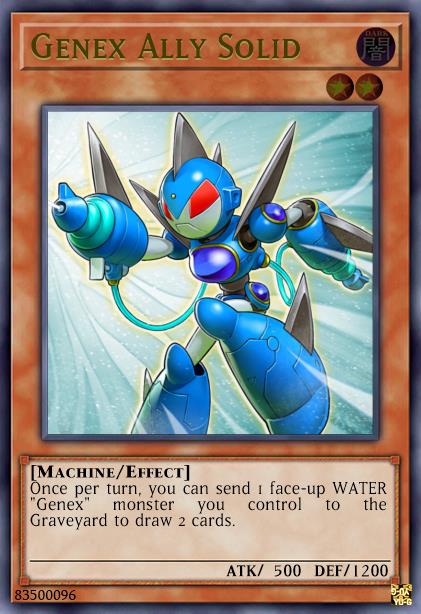 Genex Ally Solid
DARK
闇
[Machine/Effect]
Once per turn, you can send 1 face-up WATER
"Genex" monster you control to the
Graveyard to draw 2 cards.
ATK/ 500 DEF/1200
83500096